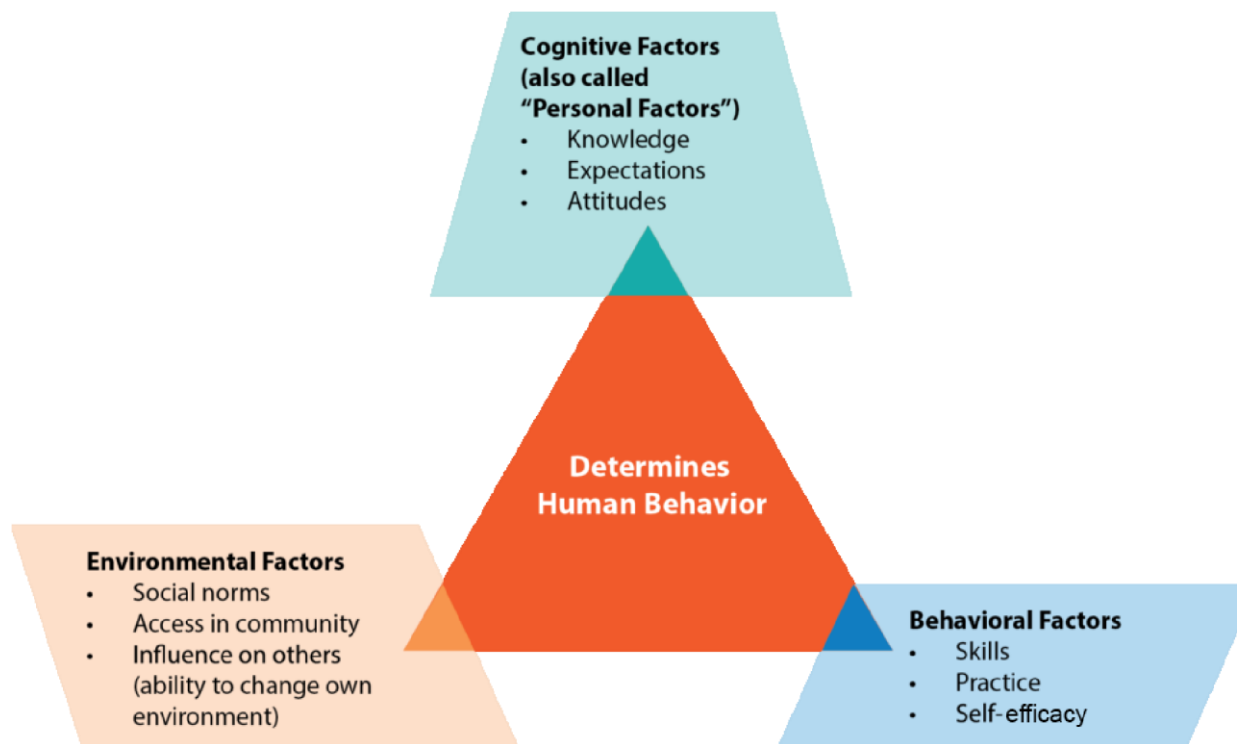 Cognitive Factors
(also called
“Personal Factors”)
• Knowledge
• Expectations
• Attitudes
Determines
Human Behavior
Environmental Factors
• Social norms
• Access in community
• Influence on others
(ability to change own
environment)
Behavioral Factors
• Skills
• Practice
• Self-efficacy